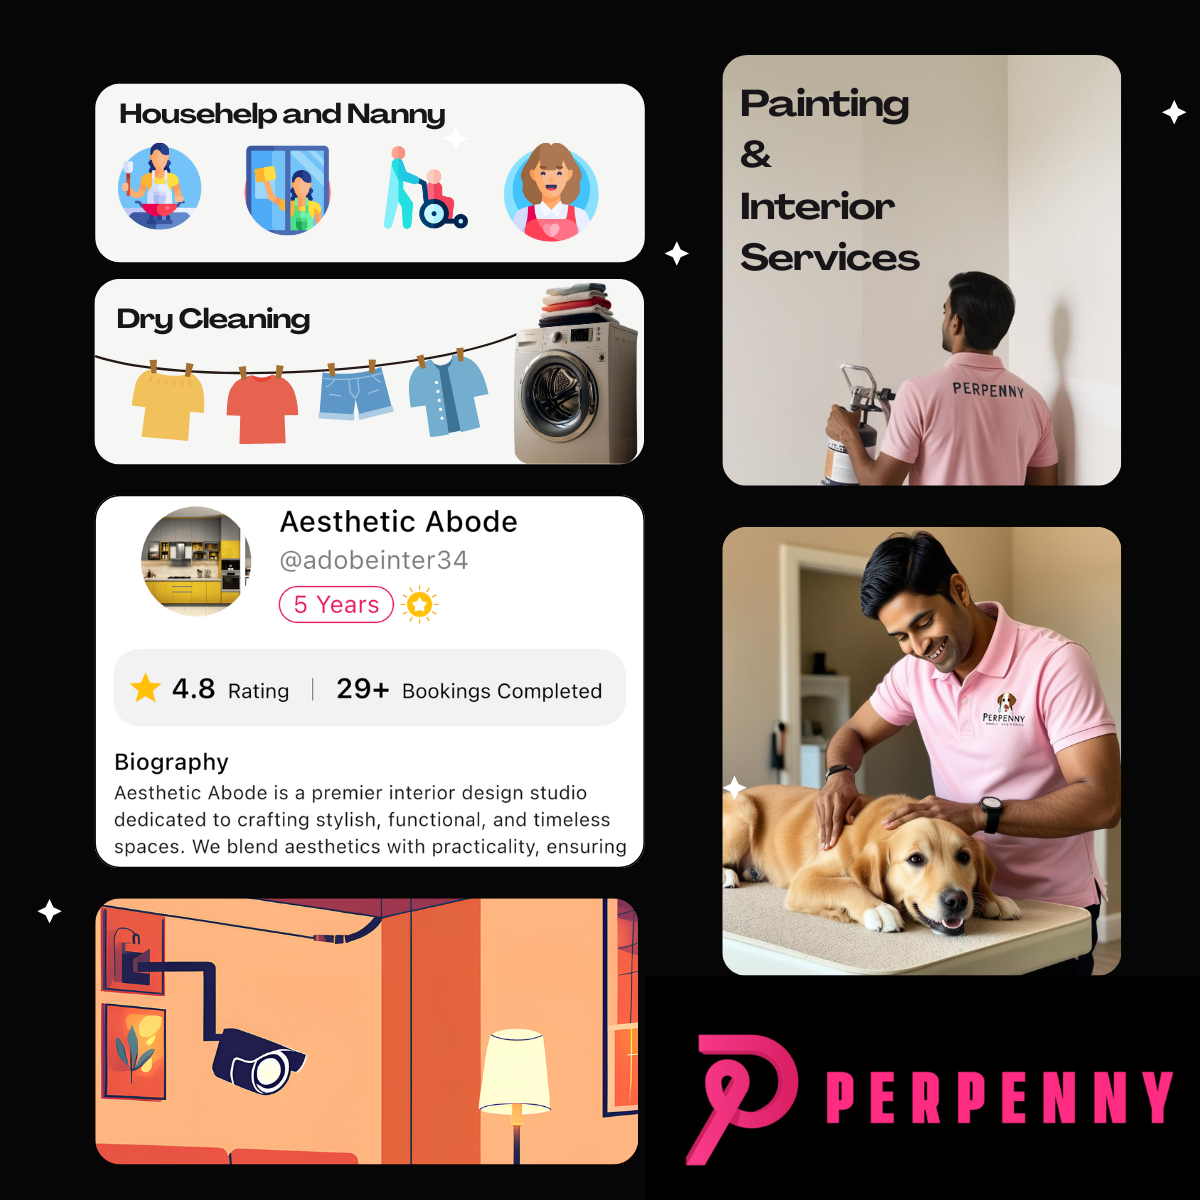 Househelp and Nanny
Dry Cleaning
Aesthetic Abode
@adobeinter34
5 Years
4.8 Rating | 29+ Bookings Completed
Biography
Aesthetic Abode is a premier interior design studio
dedicated to crafting stylish, functional, and timeless
spaces. We blend aesthetics with practicality, ensuring
Painting
&
Interior
Services
PERPENNY
PERPENNY
PERPENNY